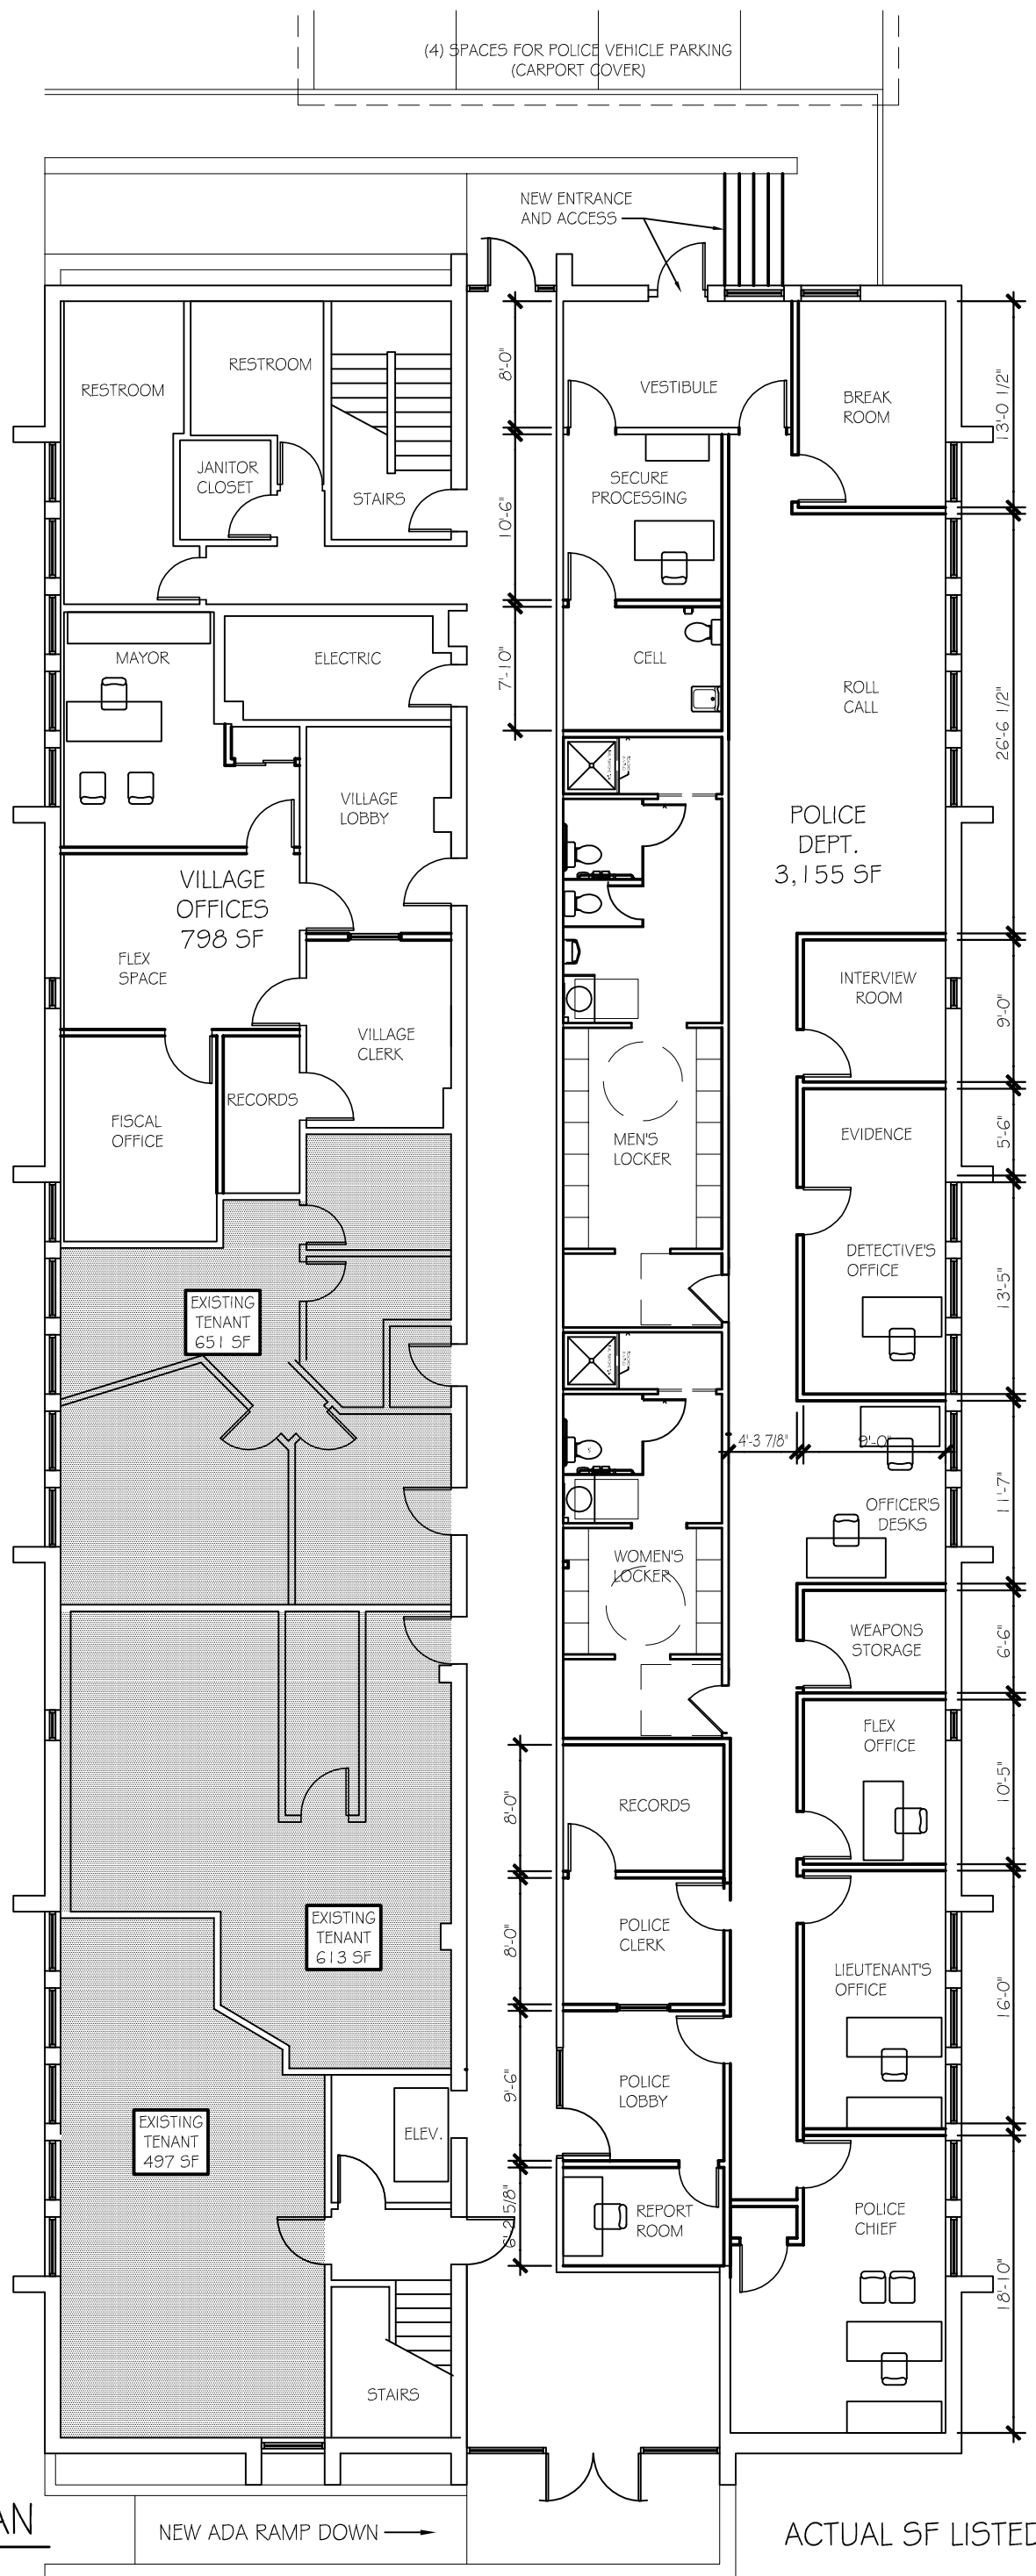 (4) SPACES FOR POLICE VEHICLE PARKING
(CARPORT COVER)
NEW ENTRANCE
AND ACCESS
RESTROOM
RESTROOM
JANITOR
CLOSET
STAIRS
8'-0"
VESTIBULE
BREAK
ROOM
13'-0 1/2"
10'-6"
SECURE
PROCESSING
MAYOR
ELECTRIC
7'-10"
CELL
ROLL
CALL
26'-6 1/2"
VILLAGE
LOBBY
POLICE
DEPT.
3,155 SF
VILLAGE
OFFICES
798 SF
FLEX
SPACE
VILLAGE
CLERK
INTERVIEW
ROOM
9'-0"
FISCAL
OFFICE
RECORDS
MEN'S
LOCKER
EVIDENCE
5'-6"
DETECTIVE'S
OFFICE
13'-5"
EXISTING
TENANT
651 SF
4'-3 7/8"
9'-0"
OFFICER'S
DESKS
11'-7"
WOMEN'S
LOCKER
WEAPONS
STORAGE
6'-6"
FLEX
OFFICE
10'-5"
8'-0"
RECORDS
EXISTING
TENANT
613 SF
8'-0"
POLICE
CLERK
LIEUTENANT'S
OFFICE
16'-0"
9'-6"
POLICE
LOBBY
EXISTING
TENANT
497 SF
ELEV.
6'-2 5/8"
REPORT
ROOM
POLICE
CHIEF
18'-10"
STAIRS
AN
NEW ADA RAMP DOWN
ACTUAL SF LISTED